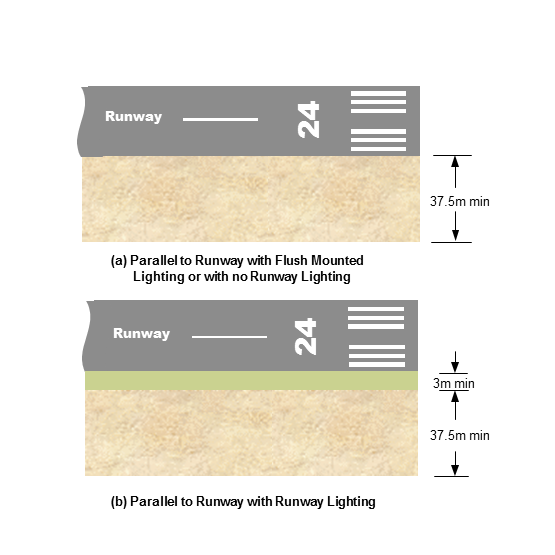 Runway
24
37.5m min
(a) Parallel to Runway with Flush Mounted
Lighting or with no Runway Lighting
Runway
24
3m min
37.5m min
(b) Parallel to Runway with Runway Lighting